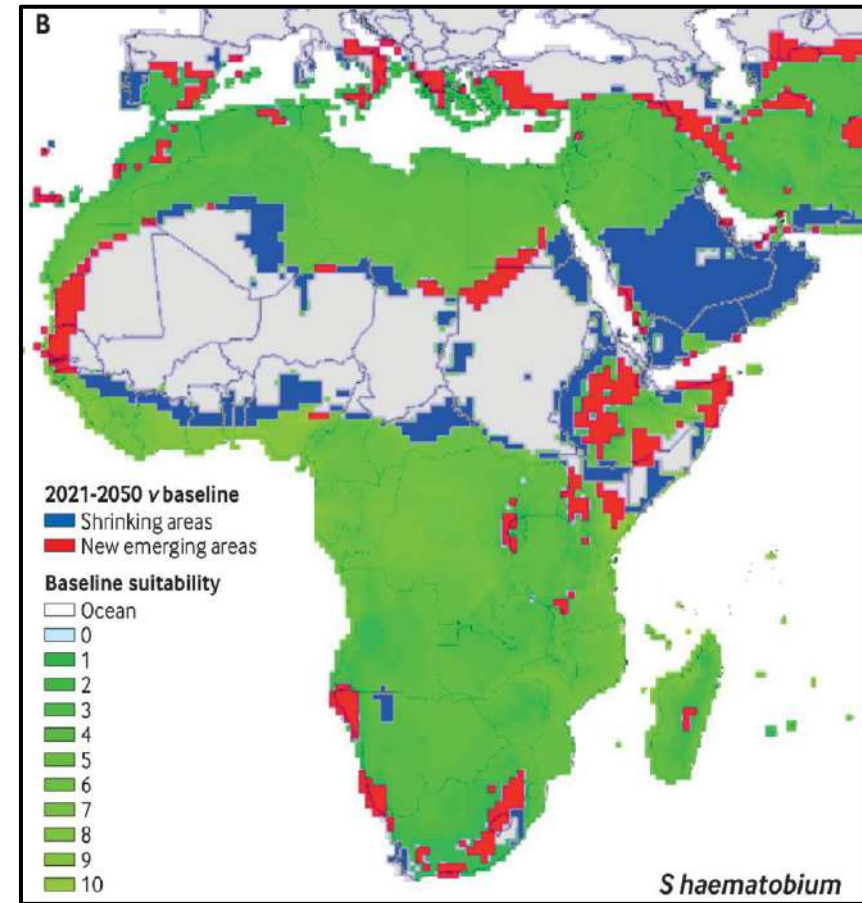 B
2021-2050 v baseline
Shrinking areas
New emerging areas
Baseline suitability
Ocean
0
1
2
3
4
5
6
7
8
9
10
S haematobium